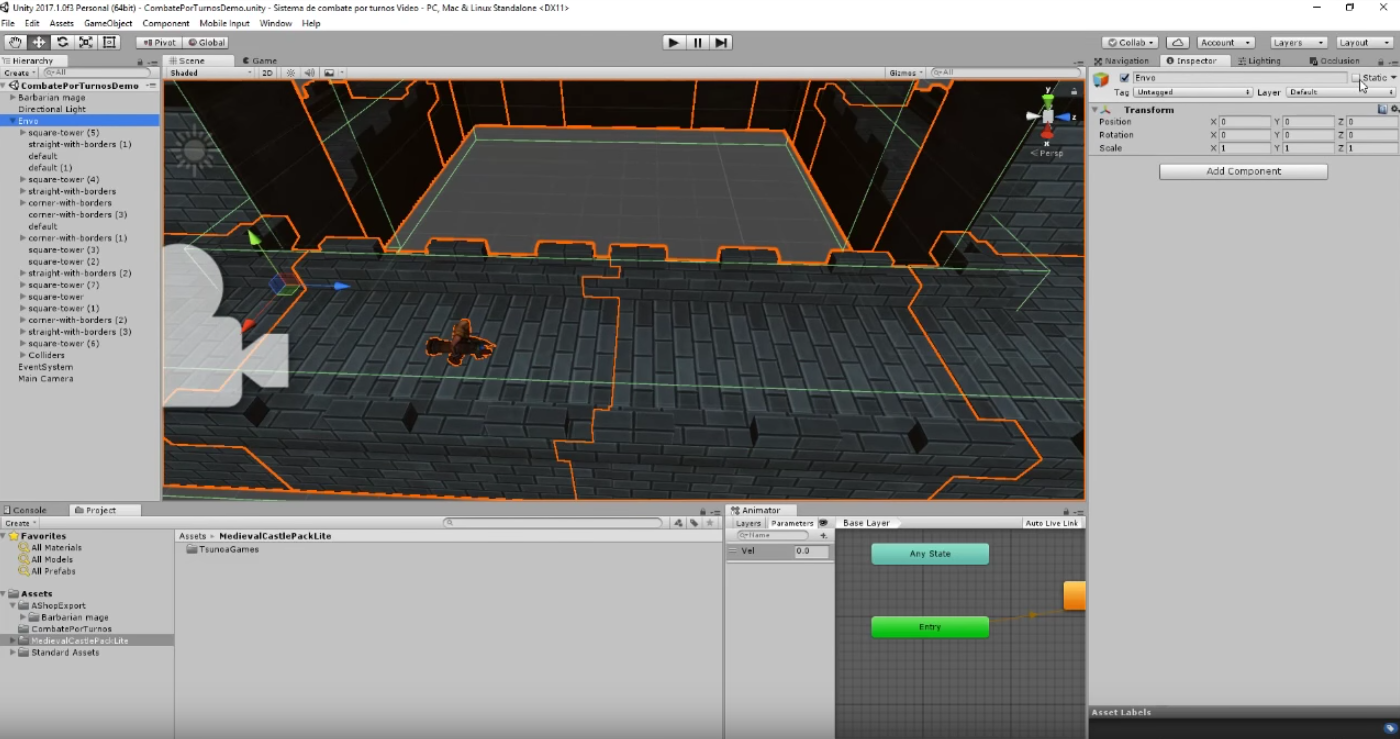 Unity 2017.1.0f3 Personal (64bit) - CombatePorTurnosDemo.unity - Sistema de combate por turnos Video - PC, Mac & Linux Standalone <DX11>
File Edit Assets GameObject Component Mobile Input Window Help
Pivot Global Collab Account Layers Layout
Hierarchy
Create All
CombatePorTurnosDemo
Barbarian mage
Directional Light
Envo
square-tower (5)
straight-with-borders (1)
default
default (1)
square-tower (4)
straight-with-borders
corner-with-borders
corner-with-borders (3)
default
corner-with-borders (1)
square-tower (3)
square-tower (2)
straight-with-borders (2)
square-tower (7)
square-tower
square-tower (1)
corner-with-borders (2)
straight-with-borders (3)
square-tower (6)
Colliders
EventSystem
Main Camera
Scene Game
Shaded 2D Gizmos All
y
z
x
Persp
Navigation Inspector Lighting Occlusion
Envo Static
Tag Untagged Layer Default
Transform
Position X 0 Y 0 Z 0
Rotation X 0 Y 0 Z 0
Scale X 1 Y 1 Z 1
Add Component
Console Project
Create
Favorites
All Materials
All Models
All Prefabs
Assets
AShopExport
Barbarian mage
CombatePorTurnos
MedievalCastlePackLite
Standard Assets
Assets ▸ MedievalCastlePackLite
TsunoaGames
Animator
Layers Parameters Base Layer Auto Live Link
Name
Vel 0.0
Any State
Entry
Asset Labels